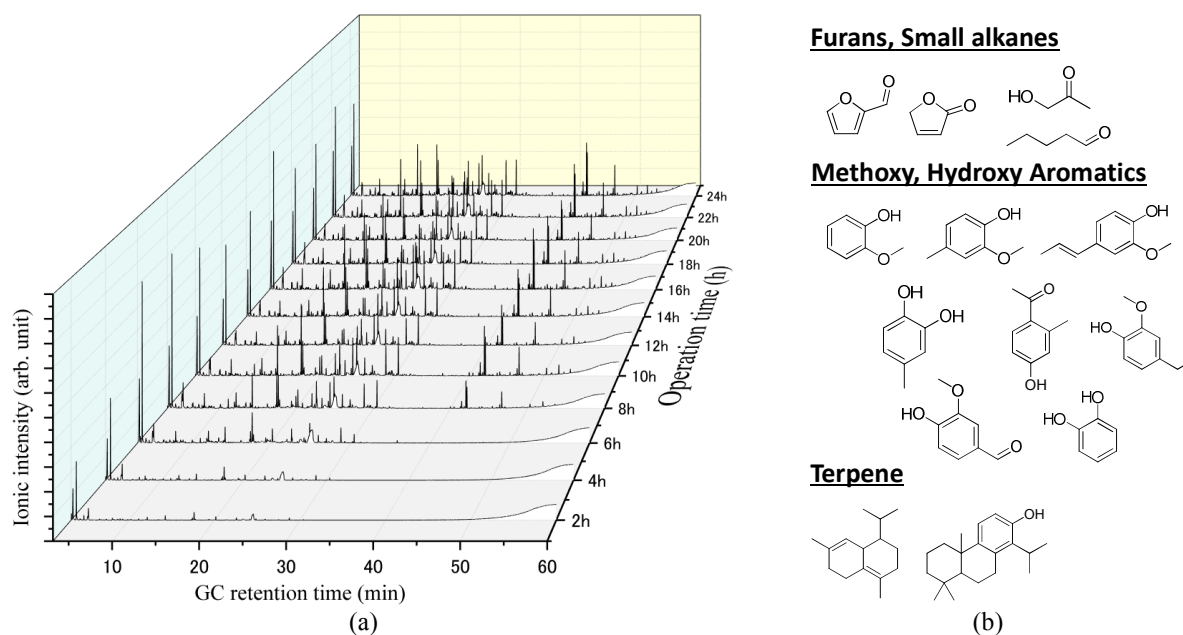 Ionic intensity (arb. unit)
10
20
30
40
50
60
GC retention time (min)
2h
4h
6h
8h
10h
12h
14h
16h
18h
20h
22h
24h
Operation time (h)
(a)
Furans, Small alkanes
O
O
O
O
HO
O
O
Methoxy, Hydroxy Aromatics
OH
O
OH
O
OH
O
OH
OH
O
OH
O
HO
O
HO
O
HO
OH
Terpene
OH
(b)